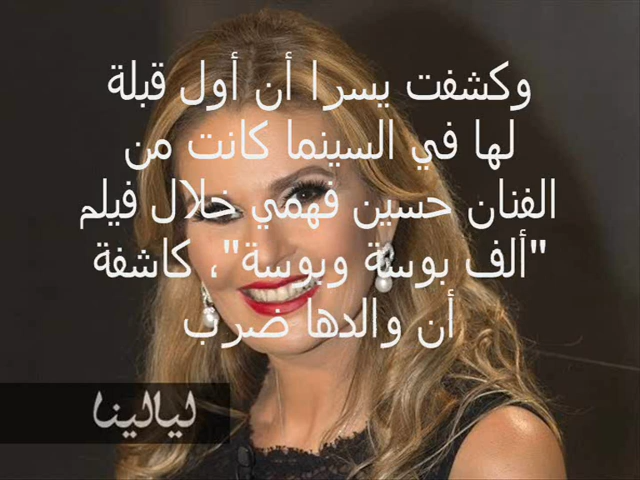 وكشفت يسرا أن أول قبلة
لها في السينما كانت من
الفنان حسين فهمي خلال فيلم
"ألف بوسة وبوسة"، كاشفة
أن والدها ضرب
ليالينا